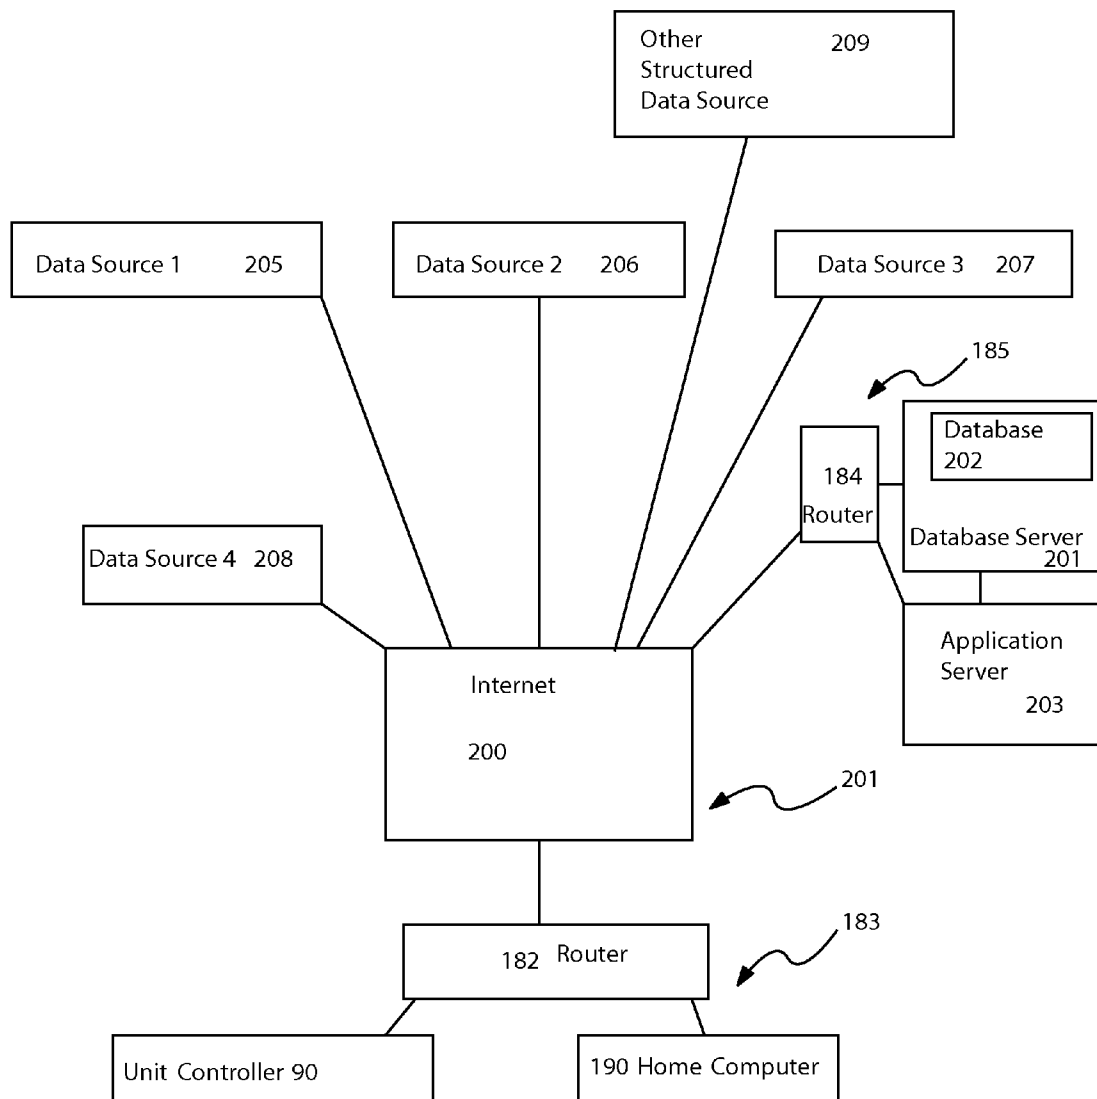 Other 209
Structured
Data Source
Data Source 1 205
Data Source 2 206
Data Source 3 207
185
Database
202
184
Router
Database Server
201
Data Source 4 208
Application
Server
203
Internet
200
201
183
182 Router
Unit Controller 90
190 Home Computer